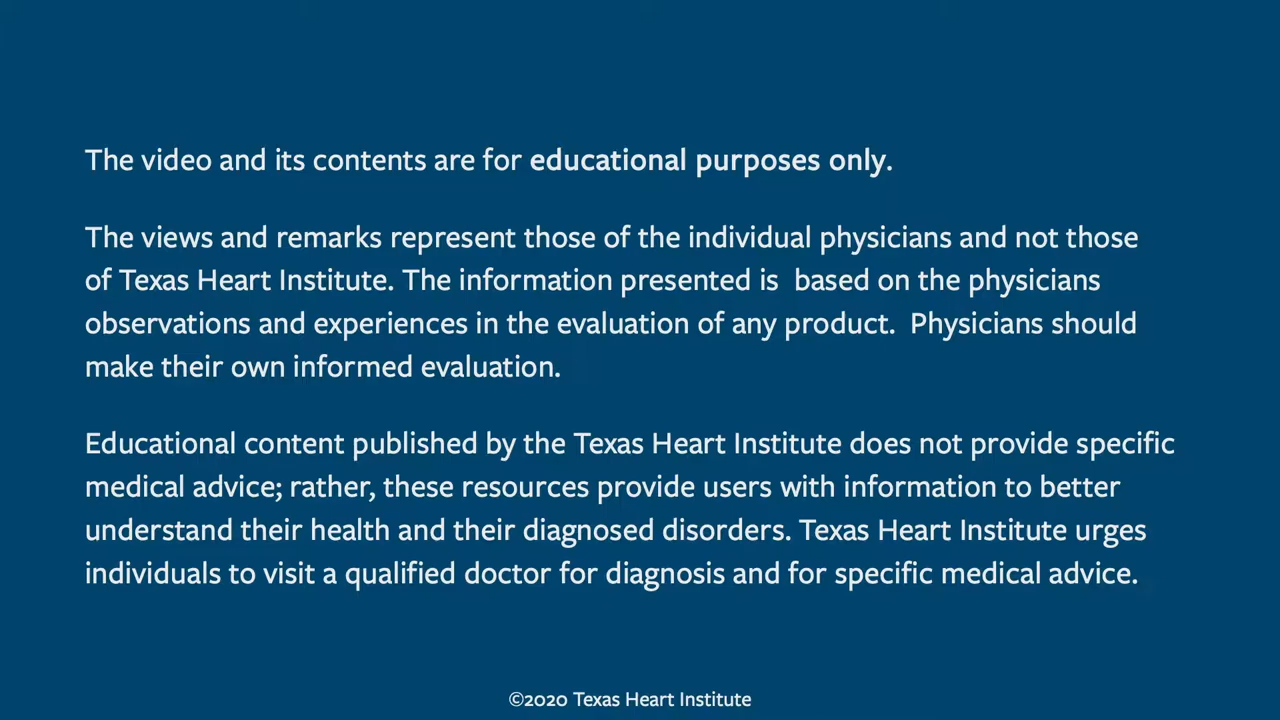 The video and its contents are for educational purposes only.
The views and remarks represent those of the individual physicians and not those
of Texas Heart Institute. The information presented is  based on the physicians
observations and experiences in the evaluation of any product.  Physicians should
make their own informed evaluation.
Educational content published by the Texas Heart Institute does not provide specific
medical advice; rather, these resources provide users with information to better
understand their health and their diagnosed disorders. Texas Heart Institute urges
individuals to visit a qualified doctor for diagnosis and for specific medical advice.
©2020 Texas Heart Institute